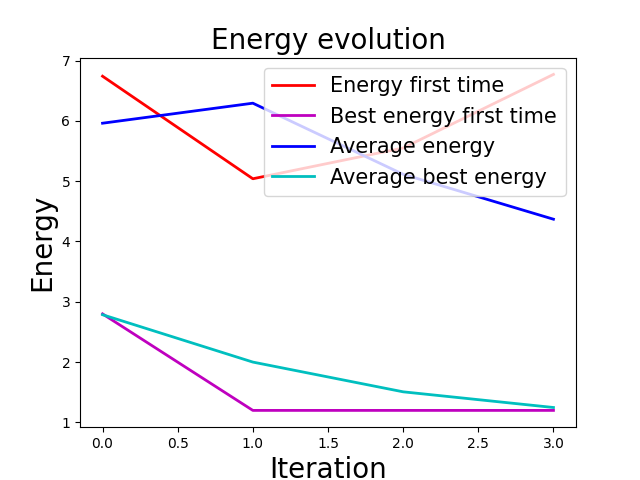 Energy evolution
Energy first time
Best energy first time
Average energy
Average best energy
Energy
7
6
5
4
3
2
1
0.0 0.5 1.0 1.5 2.0 2.5 3.0
Iteration